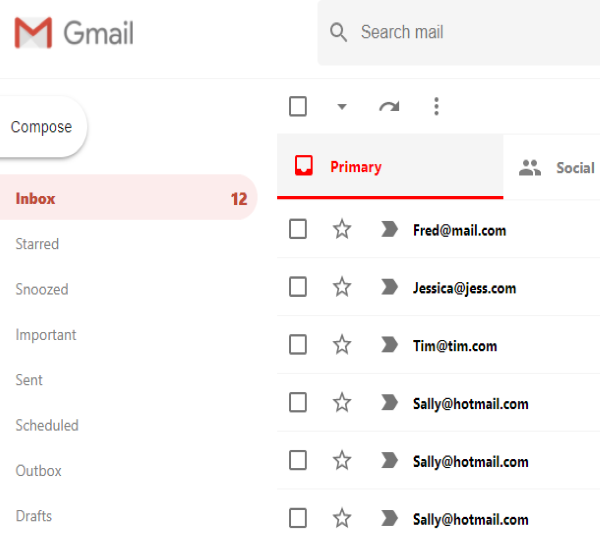 Gmail
Search mail
Compose
Primary
Social
Inbox 12
Starred
Snoozed
Important
Sent
Scheduled
Outbox
Drafts
Fred@mail.com
Jessica@jess.com
Tim@tim.com
Sally@hotmail.com
Sally@hotmail.com
Sally@hotmail.com